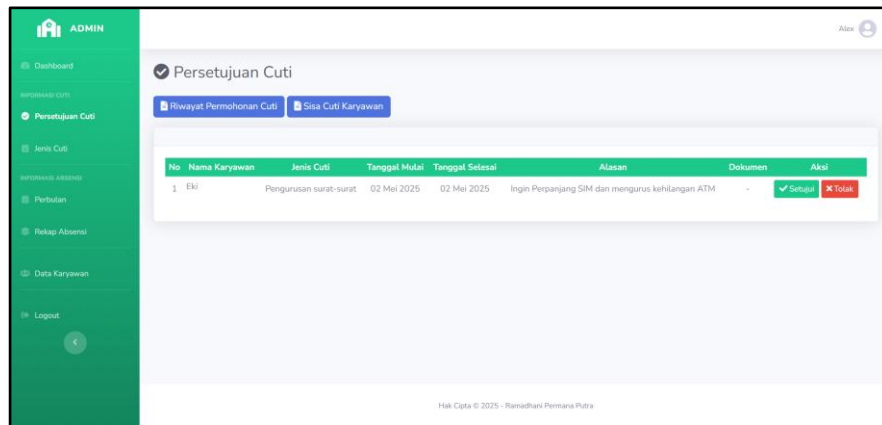 ADMIN
Alex
Dashboard
INFORMASI CUTI
Persetujuan Cuti
Jenis Cuti
INFORMASI ABSENSI
Perbulan
Rekap Absensi
Data Karyawan
Logout
Persetujuan Cuti
Riwayat Permohonan Cuti Sisa Cuti Karyawan
No Nama Karyawan Jenis Cuti Tanggal Mulai Tanggal Selesai Alasan Dokumen Aksi
1 Eki Pengurusan surat-surat 02 Mei 2025 02 Mei 2025 Ingin Perpanjang SIM dan mengurus kehilangan ATM - Setujui Tolak
Hak Cipta © 2025 - Ramadhani Permana Putra